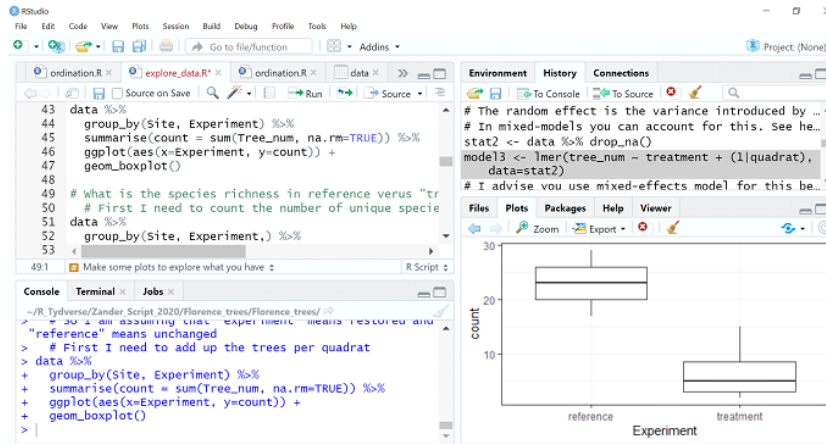 RStudio
File Edit Code View Plots Session Build Debug Profile Tools Help
Go to file/function Addins Project: (None)
ordination.R explore_data.R* ordination.R data
Source on Save Run Source
43 data %>%
44 group_by(Site, Experiment) %>%
45 summarise(count = sum(Tree_num, na.rm=TRUE)) %>%
46 ggplot(aes(x=Experiment, y=count)) +
47 geom_boxplot()
48
49 # What is the species richness in reference verus "tr
50 # First I need to count the number of unique specie
51 data %>%
52 group_by(Site, Experiment,) %>%
53
49:1 # Make some plots to explore what you have R Script
Console Terminal Jobs
~/R_Tydverse/Zander_Script_2020/Florence_trees/Florence_trees/
> # So I am assuming that "experiment" means restored and
"reference" means unchanged
> # First I need to add up the trees per quadrat
> data %>%
+ group_by(Site, Experiment) %>%
+ summarise(count = sum(Tree_num, na.rm=TRUE)) %>%
+ ggplot(aes(x=Experiment, y=count)) +
+ geom_boxplot()
>
Environment History Connections
To Console To Source
# The random effect is the variance introduced by …
# In mixed-models you can account for this. See he…
stat2 <- data %>% drop_na()
model3 <- lmer(tree_num ~ treatment + (1|quadrat),
data=stat2)
# I advise you use mixed-effects model for this be…
Files Plots Packages Help Viewer
Zoom Export
30
20
10
count
reference treatment
Experiment